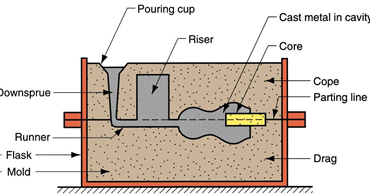 Pouring cup
Cast metal in cavity
Riser
Core
Downsprue
Cope
Parting line
Runner
Flask
Mold
Drag